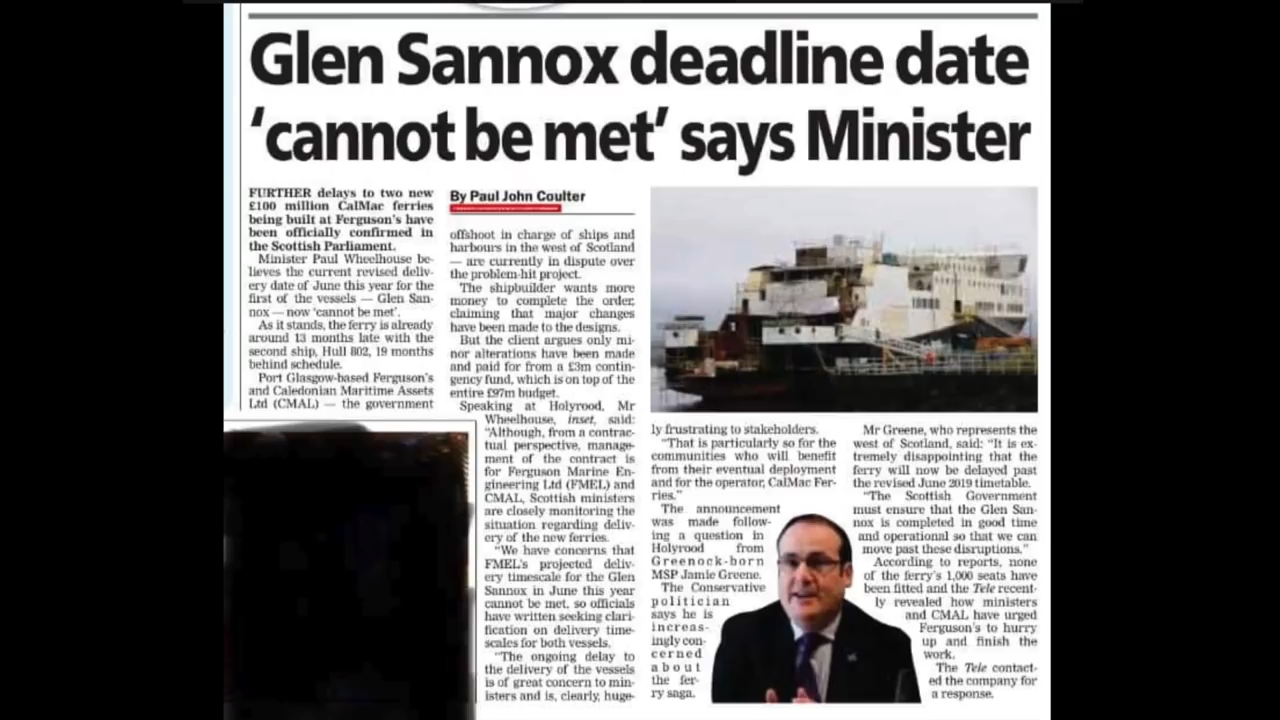 Glen Sannox deadline date
‘cannot be met’ says Minister
FURTHER delays to two new
£100 million CalMac ferries
being built at Ferguson's have
been officially confirmed in
the Scottish Parliament.
Minister Paul Wheelhouse be-
lieves the current revised deliv-
ery date of June this year for the
first of the vessels — Glen San-
nox — now ‘cannot be met’.
As it stands, the ferry is already
around 13 months late with the
second ship, Hull 802, 19 months
behind schedule.
Port Glasgow-based Ferguson's
and Caledonian Maritime Assets
Ltd (CMAL) — the government
By Paul John Coulter
offshoot in charge of ships and
harbours in the west of Scotland
— are currently in dispute over
the problem-hit project.
The shipbuilder wants more
money to complete the order,
claiming that major changes
have been made to the designs.
But the client argues only mi-
nor alterations have been made
and paid for from a £3m contin-
gency fund, which is on top of the
entire £97m budget.
Speaking at Holyrood, Mr
Wheelhouse, inset, said:
“Although, from a contrac-
tual perspective, manage-
ment of the contract is
for Ferguson Marine En-
gineering Ltd (FMEL) and
CMAL, Scottish ministers
are closely monitoring the
situation regarding deliv-
ery of the new ferries.
“We have concerns that
FMEL's projected deliv-
ery timescale for the Glen
Sannox in June this year
cannot be met, so officials
have written seeking clari-
fication on delivery time-
scales for both vessels.
“The ongoing delay to
the delivery of the vessels
is of great concern to min-
isters and is, clearly, huge-
ly frustrating to stakeholders.
“That is particularly so for the
communities who will benefit
from their eventual deployment
and for the operator, CalMac Fer-
ries.”
The announcement
was made follow-
ing a question in
Holyrood from
Greenock-born
MSP Jamie Greene.
The Conservative
politician
says he is
increas-
ingly con-
cerned
about
the fer-
ry saga.
Mr Greene, who represents the
west of Scotland, said: “It is ex-
tremely disappointing that the
ferry will now be delayed past
the revised June 2019 timetable.
“The Scottish Government
must ensure that the Glen San-
nox is completed in good time
and operational so that we can
move past these disruptions.”
According to reports, none
of the ferry's 1,000 seats have
been fitted and the Tele recent-
ly revealed how ministers
and CMAL have urged
Ferguson's to hurry
up and finish the
work.
The Tele contact-
ed the company for
a response.